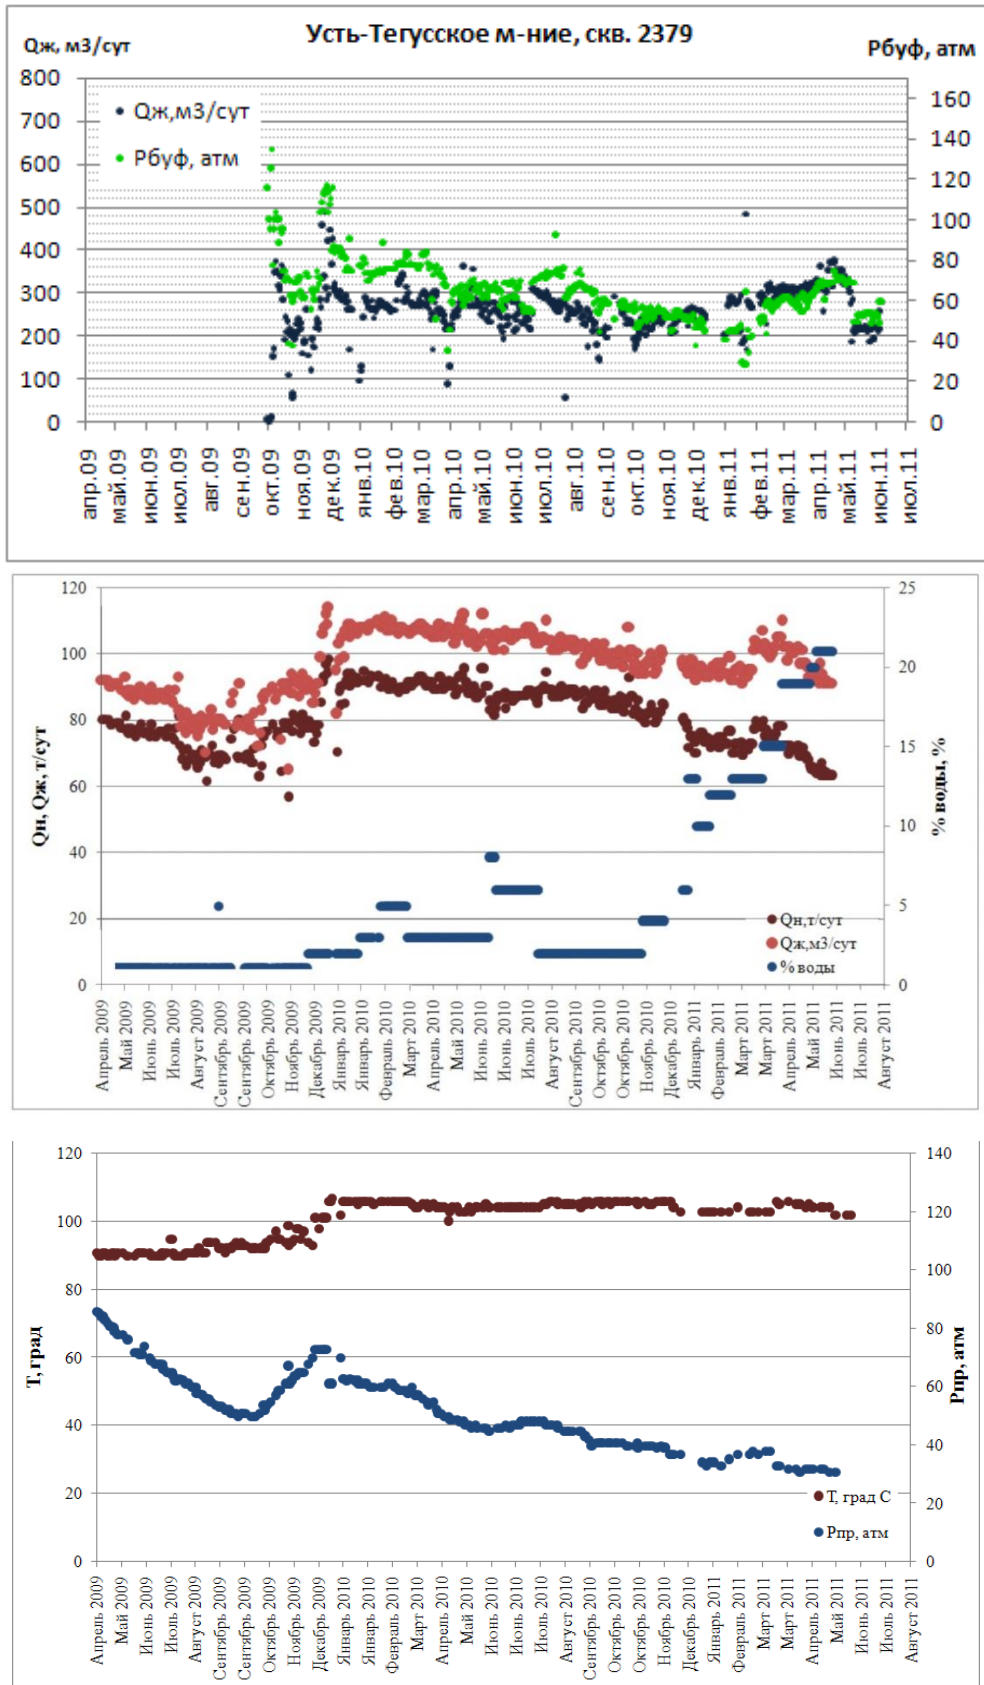 Усть-Тегусское м-ние, скв. 2379
Qж, м3/сут
Рбуф, атм
800
700
600
500
400
300
200
100
0
160
140
120
100
80
60
40
20
0
Qж,м3/сут
Рбуф, атм
апр.09
май.09
июн.09
июл.09
авг.09
сен.09
окт.09
ноя.09
дек.09
янв.10
фев.10
мар.10
апр.10
май.10
июн.10
июл.10
авг.10
сен.10
окт.10
ноя.10
дек.10
янв.11
фев.11
мар.11
апр.11
май.11
июн.11
июл.11
120
100
80
60
40
20
0
Qн, Qж, т/сут
25
20
15
10
5
0
% воды, %
Qн,т/сут
Qж,м3/сут
% воды
Апрель 2009
Май 2009
Июнь 2009
Июль 2009
Август 2009
Сентябрь 2009
Сентябрь 2009
Октябрь 2009
Ноябрь 2009
Декабрь 2009
Январь 2010
Январь 2010
Февраль 2010
Март 2010
Апрель 2010
Май 2010
Июнь 2010
Июнь 2010
Июль 2010
Август 2010
Сентябрь 2010
Октябрь 2010
Октябрь 2010
Ноябрь 2010
Декабрь 2010
Январь 2011
Февраль 2011
Март 2011
Март 2011
Апрель 2011
Май 2011
Июнь 2011
Июль 2011
Август 2011
120
100
80
60
40
20
0
Т, град
140
120
100
80
60
40
20
0
Рпр, атм
Т, град С
Рпр, атм
Апрель 2009
Май 2009
Июнь 2009
Июль 2009
Август 2009
Сентябрь 2009
Сентябрь 2009
Октябрь 2009
Ноябрь 2009
Декабрь 2009
Январь 2010
Январь 2010
Февраль 2010
Март 2010
Апрель 2010
Май 2010
Июнь 2010
Июнь 2010
Июль 2010
Август 2010
Сентябрь 2010
Октябрь 2010
Октябрь 2010
Ноябрь 2010
Декабрь 2010
Январь 2011
Февраль 2011
Март 2011
Март 2011
Апрель 2011
Май 2011
Июнь 2011
Июль 2011
Август 2011